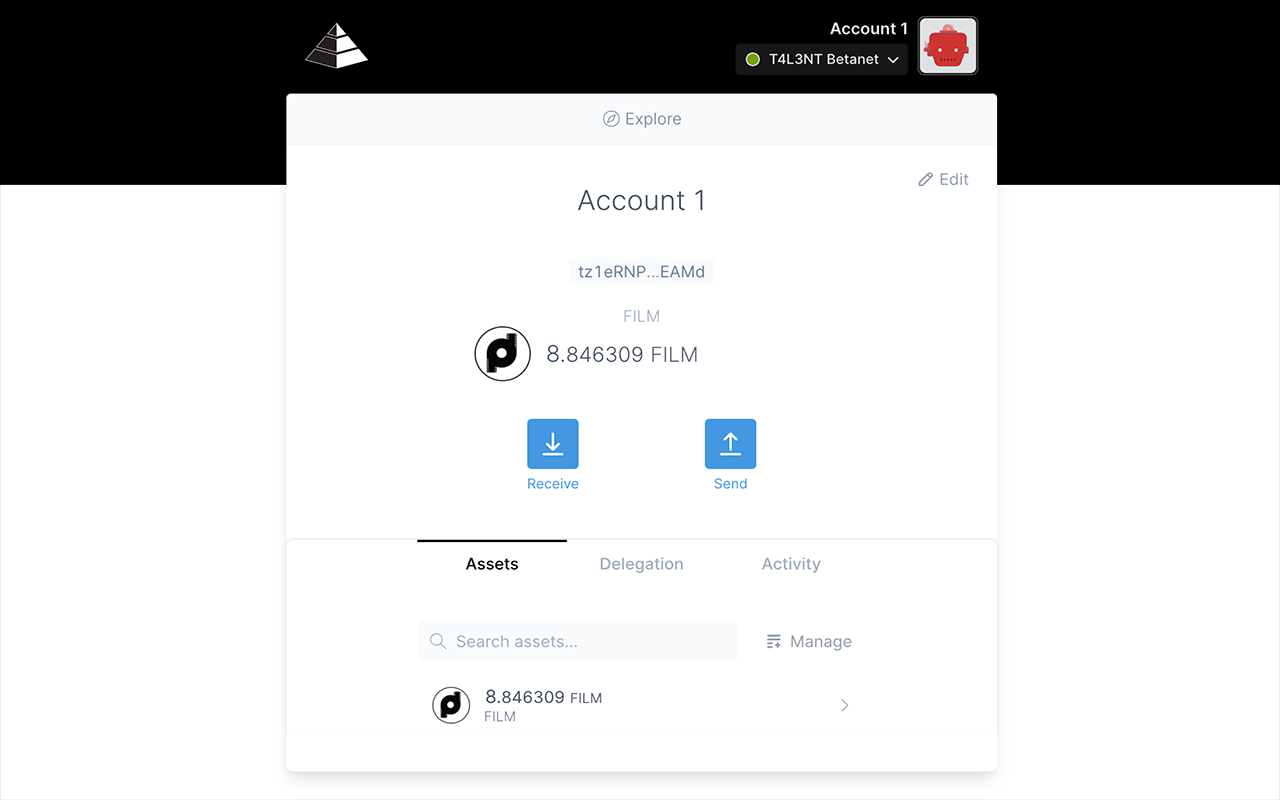 Account 1
T4L3NT Betanet
Explore
Edit
Account 1
tz1eRNP...EAMd
FILM
8.846309 FILM
Receive
Send
Assets
Delegation
Activity
Search assets...
Manage
8.846309 FILM
FILM